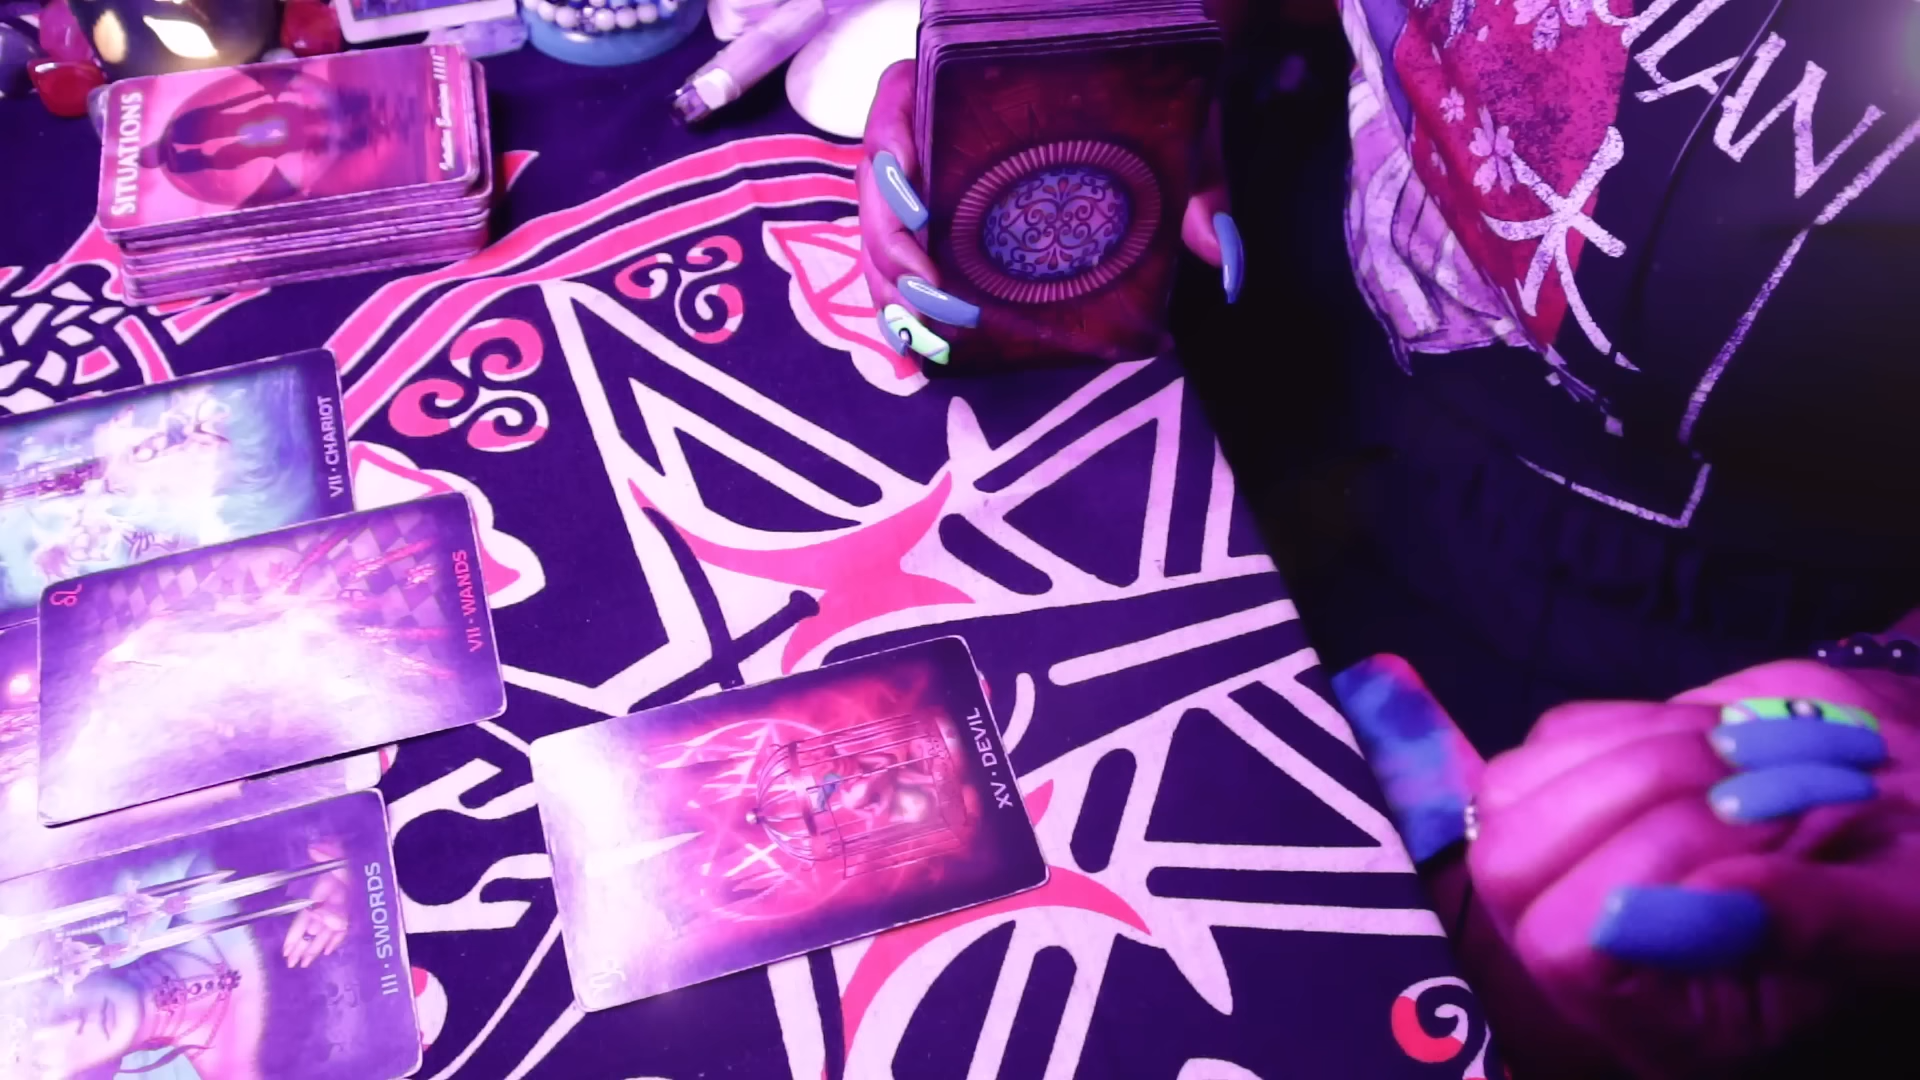 SITUATIONS
VII · CHARIOT
VII · WANDS
XV · DEVIL
III · SWORDS